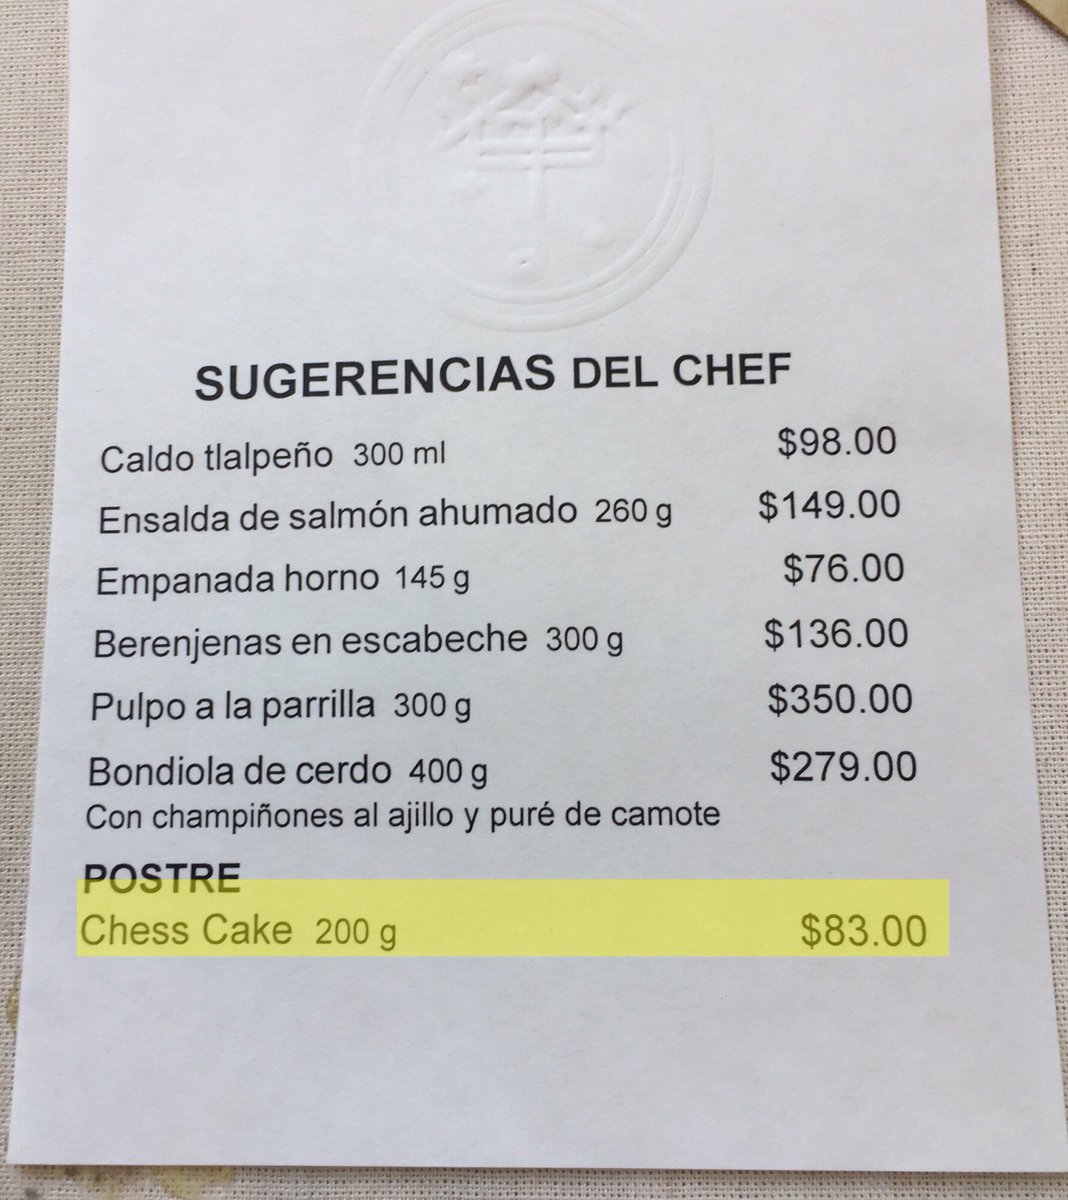 SUGERENCIAS DEL CHEF
Caldo tlalpeño 300 ml $98.00
Ensalda de salmón ahumado 260 g $149.00
Empanada horno 145 g $76.00
Berenjenas en escabeche 300 g $136.00
Pulpo a la parrilla 300 g $350.00
Bondiola de cerdo 400 g $279.00
Con champiñones al ajillo y puré de camote
POSTRE
Chess Cake 200 g $83.00